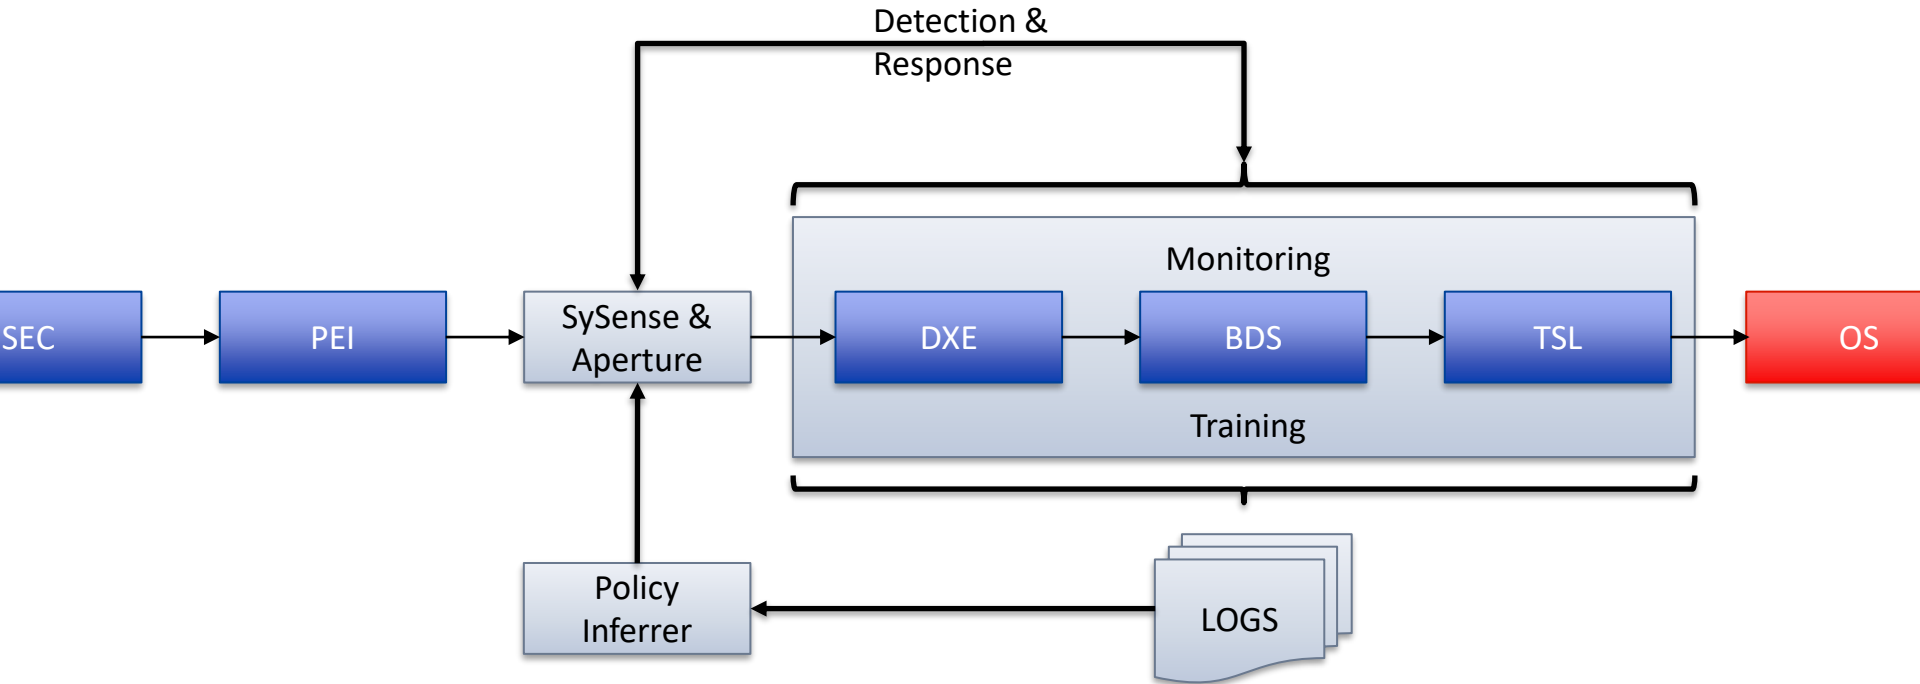 Detection &
Response
Monitoring
SEC
PEI
SySense &
Aperture
DXE
BDS
TSL
OS
Training
Policy
Inferrer
LOGS